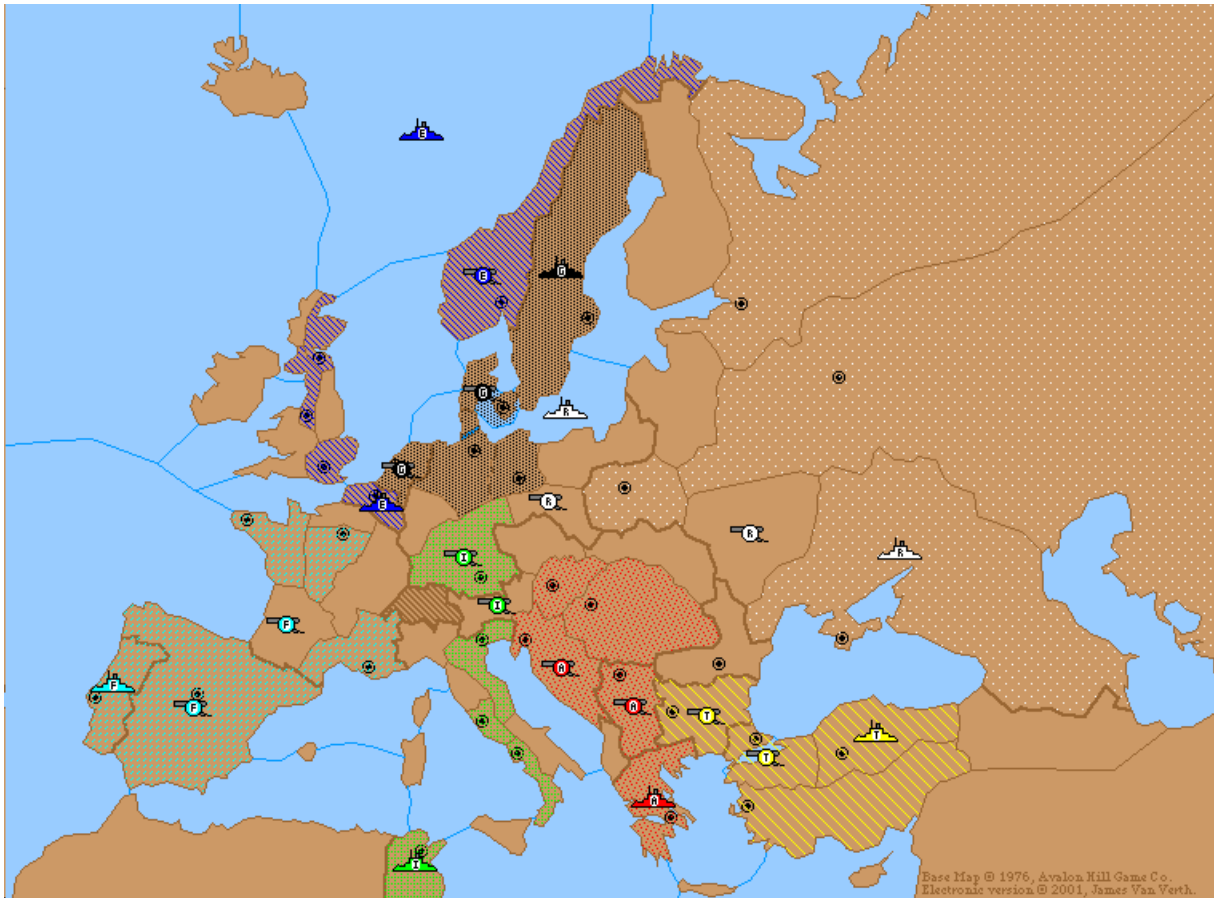 E
E
G
G
R
G
E
R
R
R
I
I
F
A
F
F
A
T
T
T
A
I
Base Map © 1976, Avalon Hill Game Co.
Electronic version © 2001, James Van Verth.